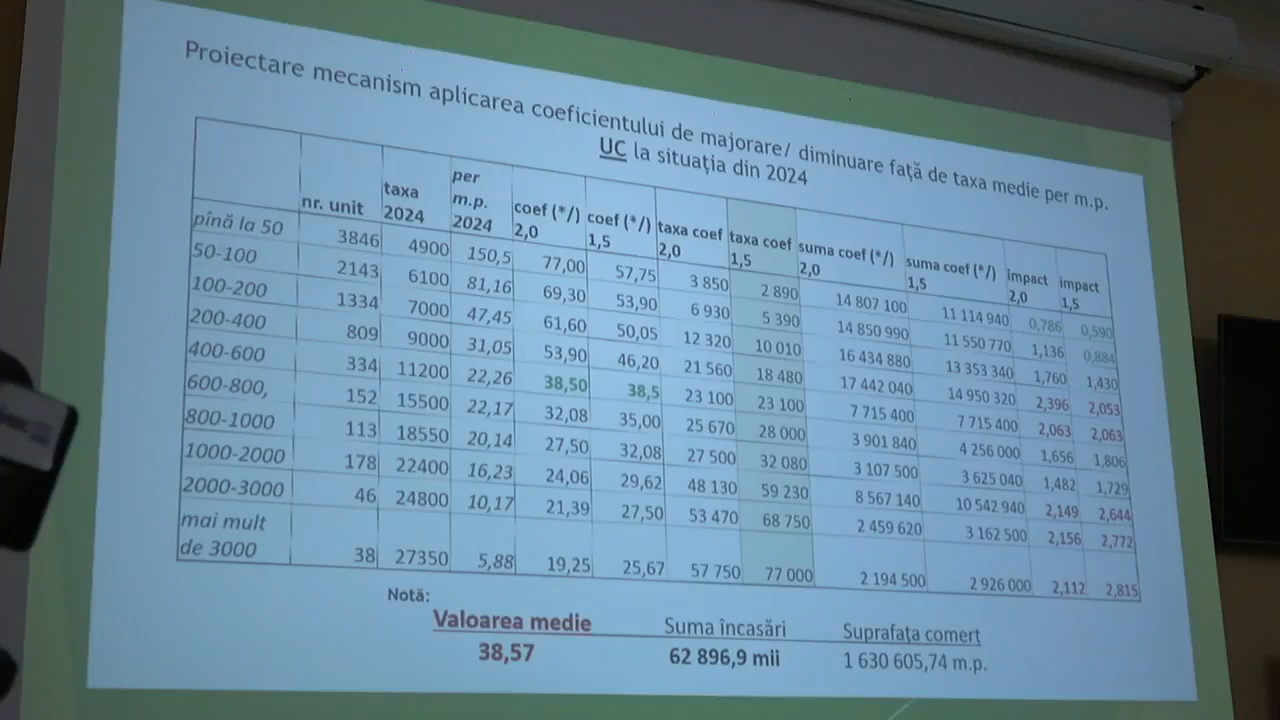 Proiectare mecanism aplicarea coeficientului de majorare/ diminuare față de taxa medie per m.p.
UC la situația din 2024
nr. unit taxa 2024 per m.p. 2024 coef (*/) 2,0 coef (*/) 1,5 taxa coef 2,0 taxa coef 1,5 suma coef (*/) 2,0 suma coef (*/) 1,5 impact 2,0 impact 1,5
pînă la 50 3846 4900 150,5 77,00 57,75 3 850 2 890 14 807 100 11 114 940 0,786 0,590
50-100 2143 6100 81,16 69,30 53,90 6 930 5 390 14 850 990 11 550 770 1,136 0,884
100-200 1334 7000 47,45 61,60 50,05 12 320 10 010 16 434 880 13 353 340 1,760 1,430
200-400 809 9000 31,05 53,90 46,20 21 560 18 480 17 442 040 14 950 320 2,396 2,053
400-600 334 11200 22,26 38,50 38,5 23 100 23 100 7 715 400 7 715 400 2,063 2,063
600-800, 152 15500 22,17 32,08 35,00 25 670 28 000 3 901 840 4 256 000 1,656 1,806
800-1000 113 18550 20,14 27,50 32,08 27 500 32 080 3 107 500 3 625 040 1,482 1,729
1000-2000 178 22400 16,23 24,06 29,62 48 130 59 230 8 567 140 10 542 940 2,149 2,644
2000-3000 46 24800 10,17 21,39 27,50 53 470 68 750 2 459 620 3 162 500 2,156 2,772
mai mult
de 3000 38 27350 5,88 19,25 25,67 57 750 77 000 2 194 500 2 926 000 2,112 2,815
Notă:
Valoarea medie Suma încasări Suprafața comerț
38,57 62 896,9 mii 1 630 605,74 m.p.